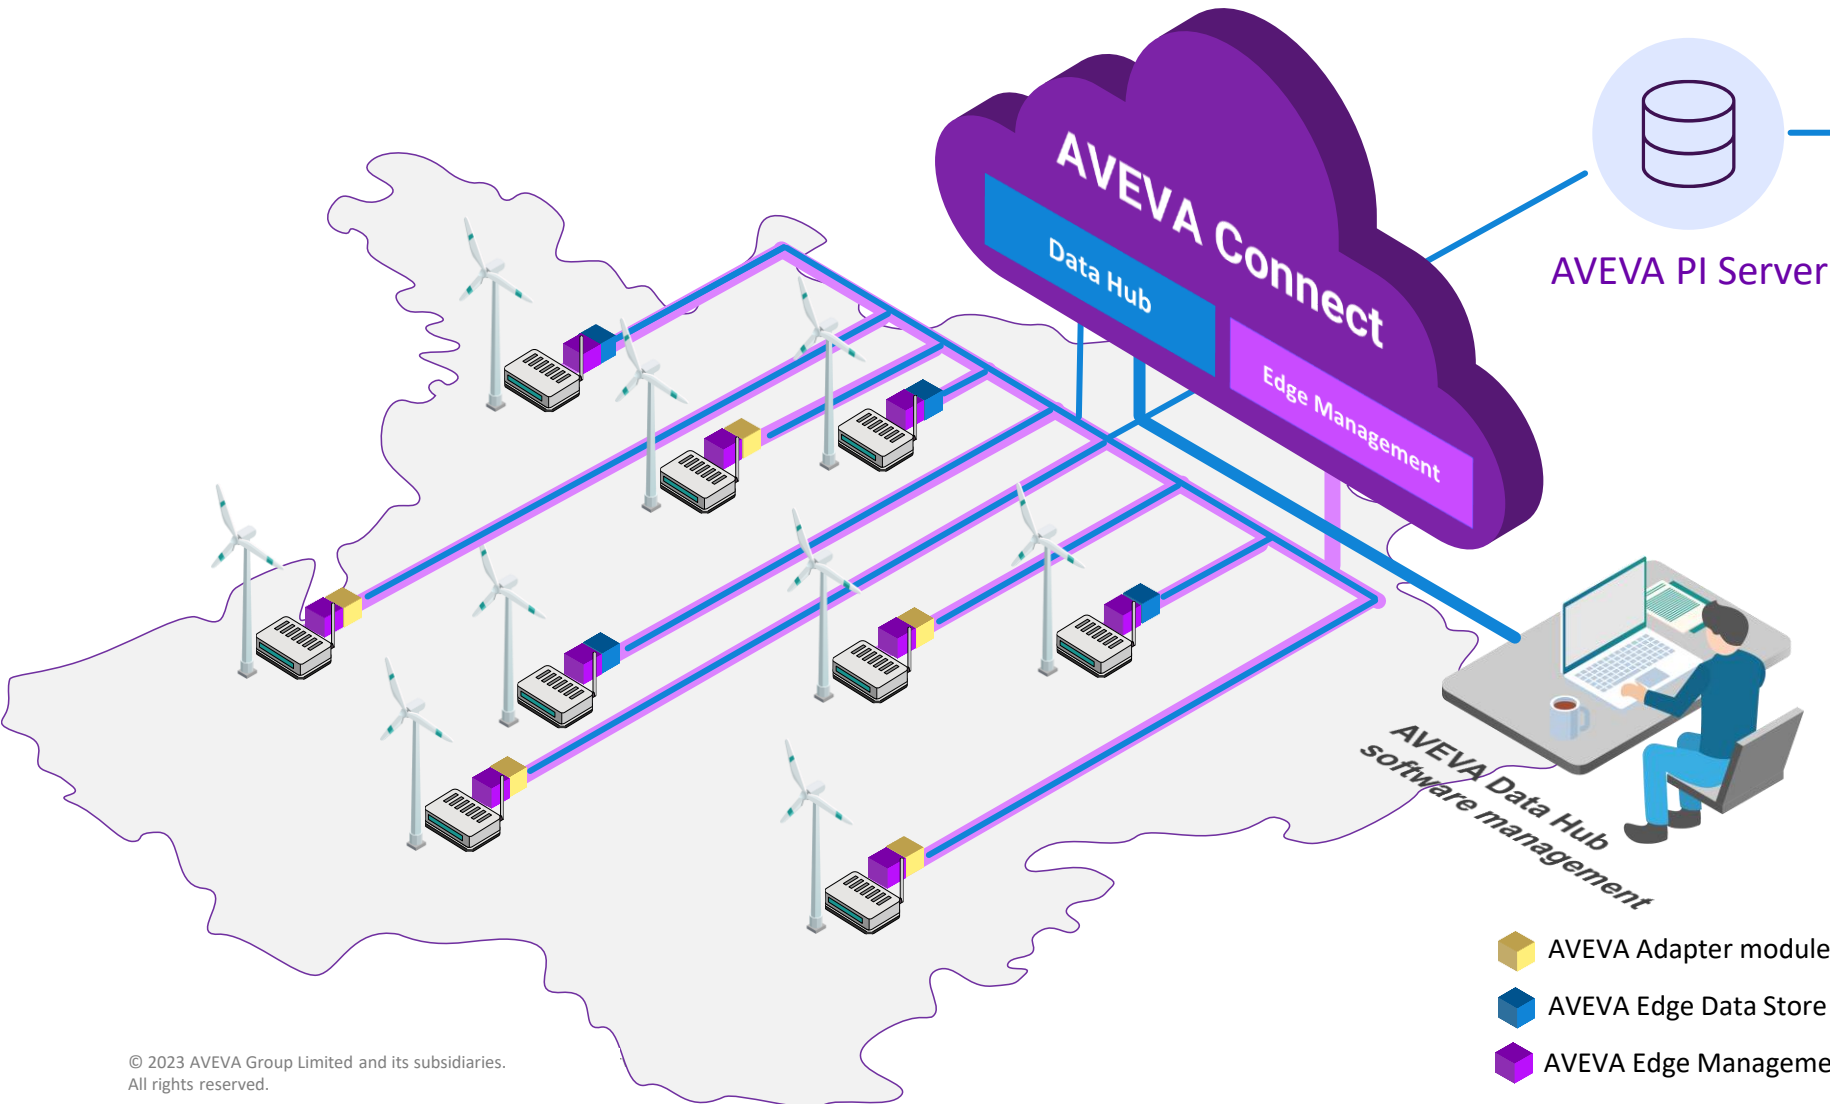 AVEVA Connect
Data Hub
Edge Management
AVEVA PI Server
AVEVA Data Hub
software management
AVEVA Adapter module
AVEVA Edge Data Store
AVEVA Edge Manageme
© 2023 AVEVA Group Limited and its subsidiaries.
All rights reserved.